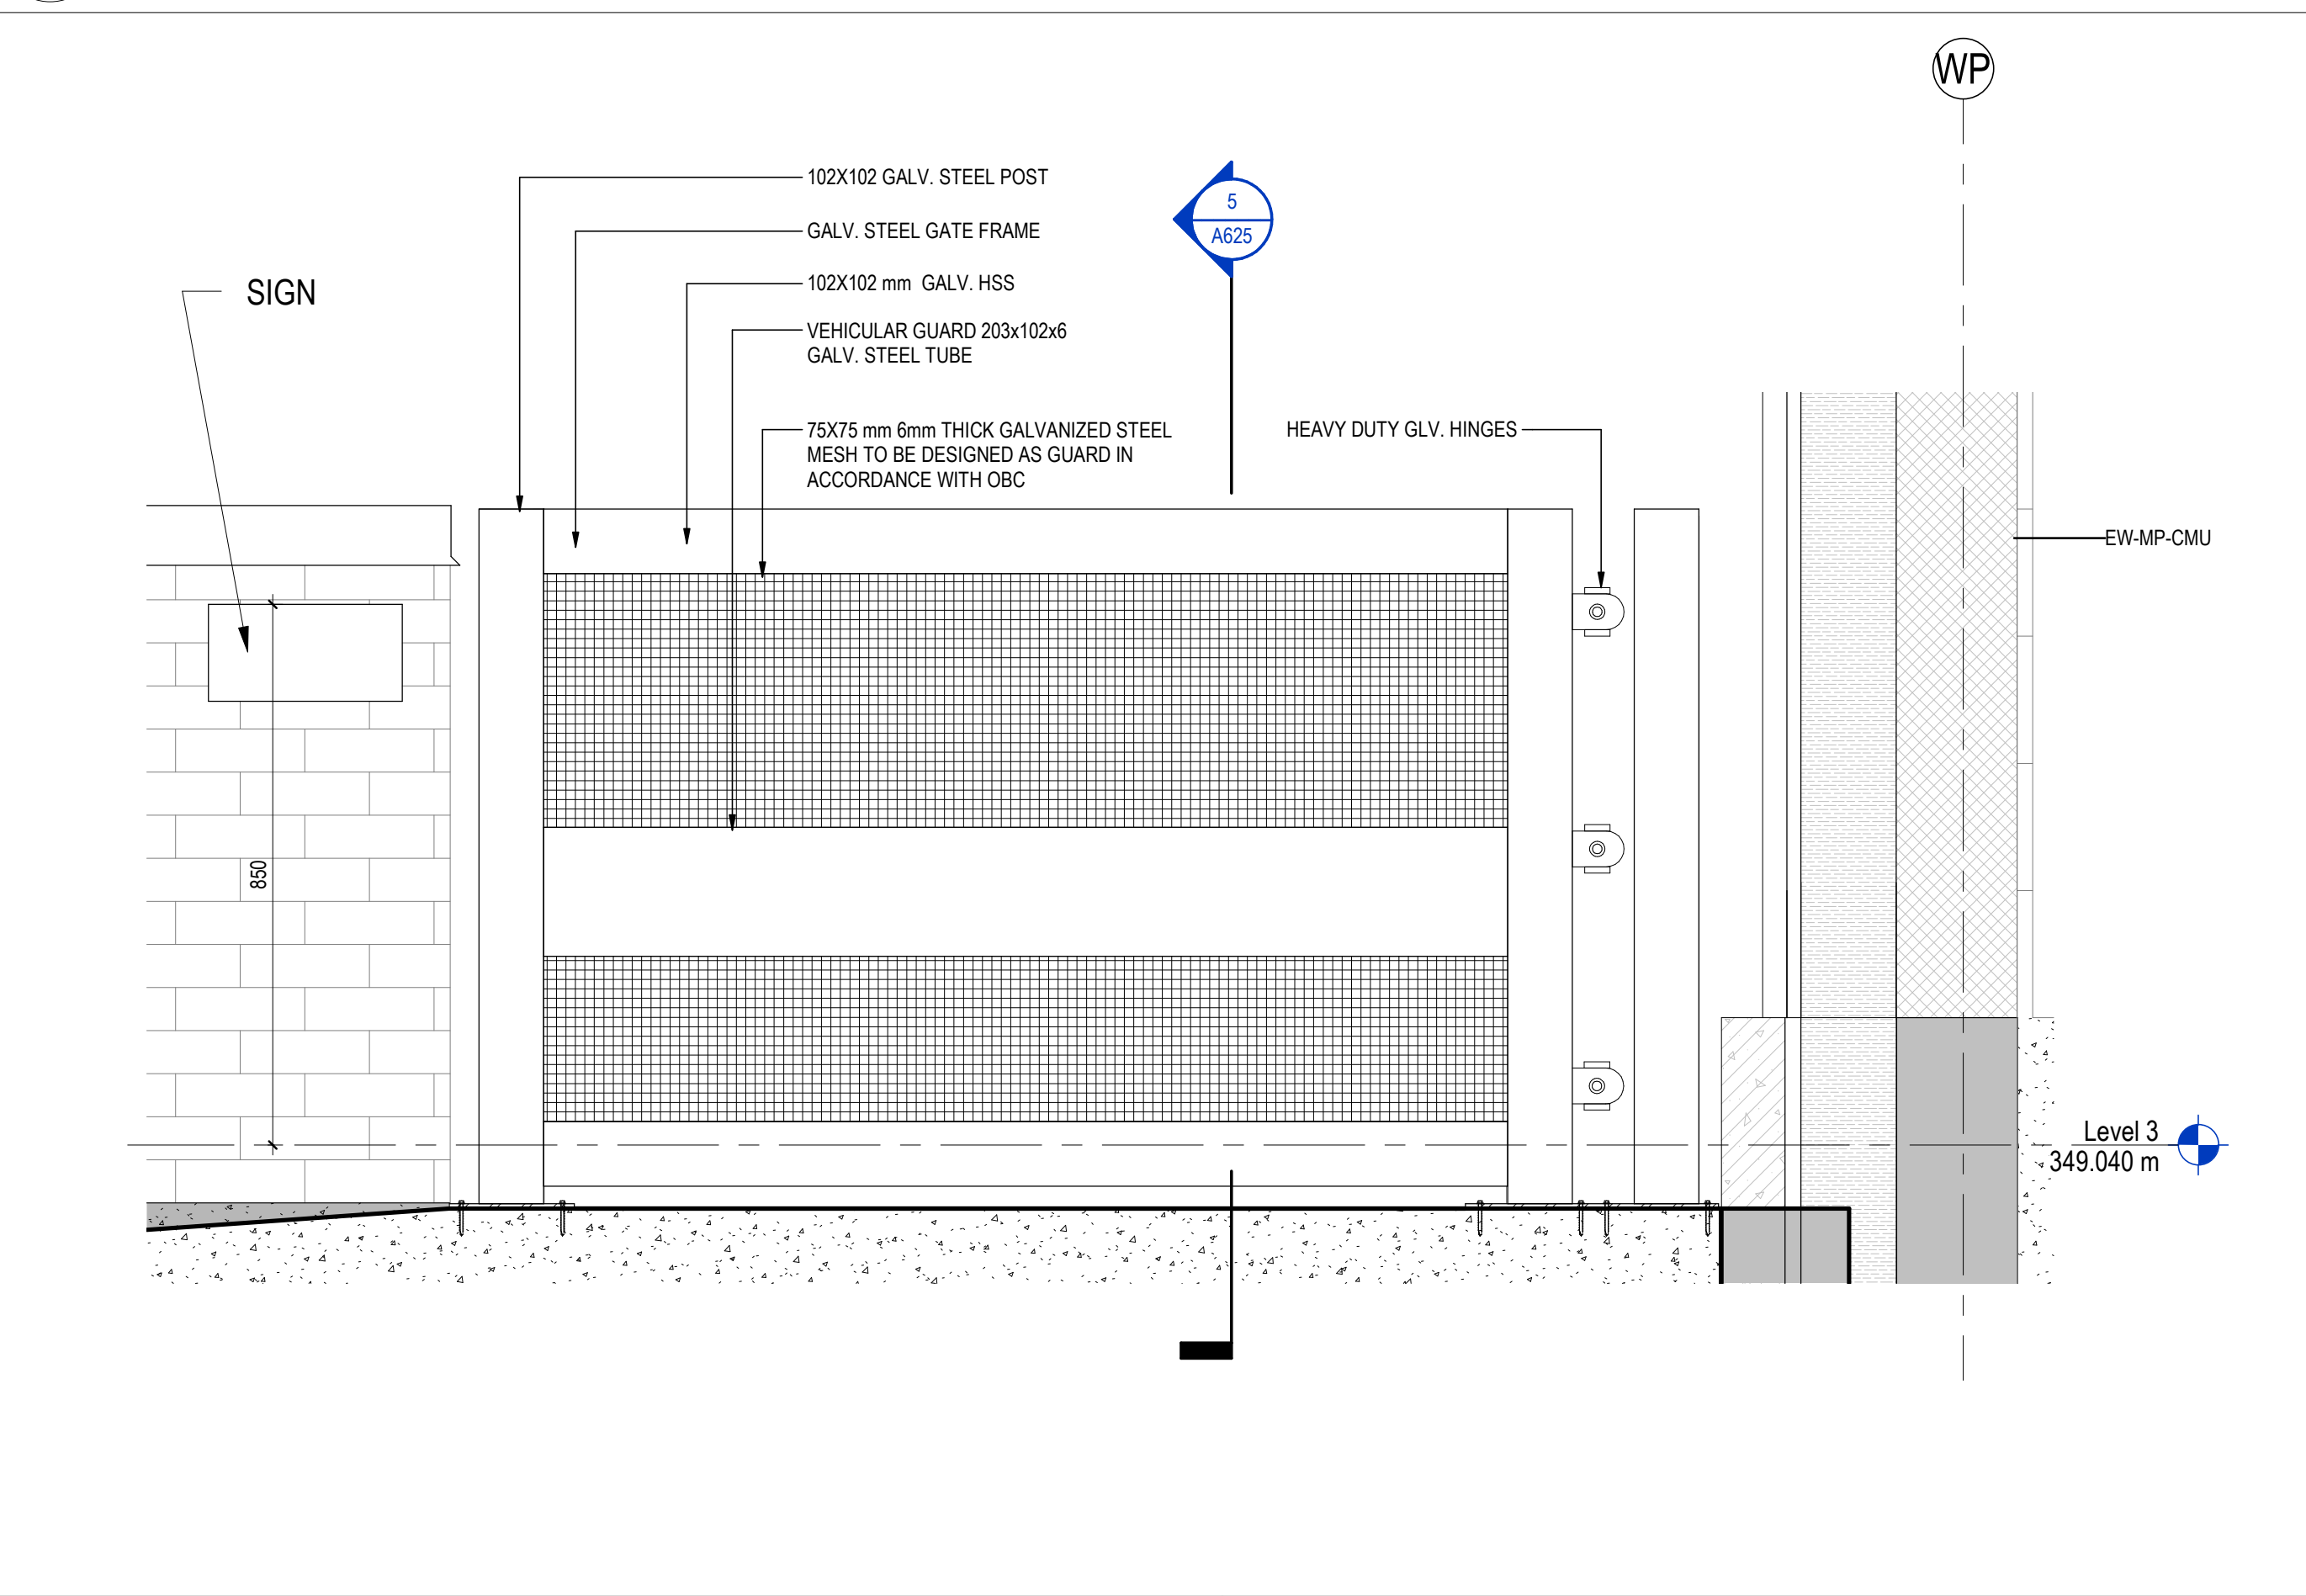 WP
102X102 GALV. STEEL POST
5
A625
GALV. STEEL GATE FRAME
SIGN
102X102 mm  GALV. HSS
VEHICULAR GUARD 203x102x6
GALV. STEEL TUBE
75X75 mm 6mm THICK GALVANIZED STEEL
MESH TO BE DESIGNED AS GUARD IN
ACCORDANCE WITH OBC
HEAVY DUTY GLV. HINGES
EW-MP-CMU
850
Level 3
349.040 m